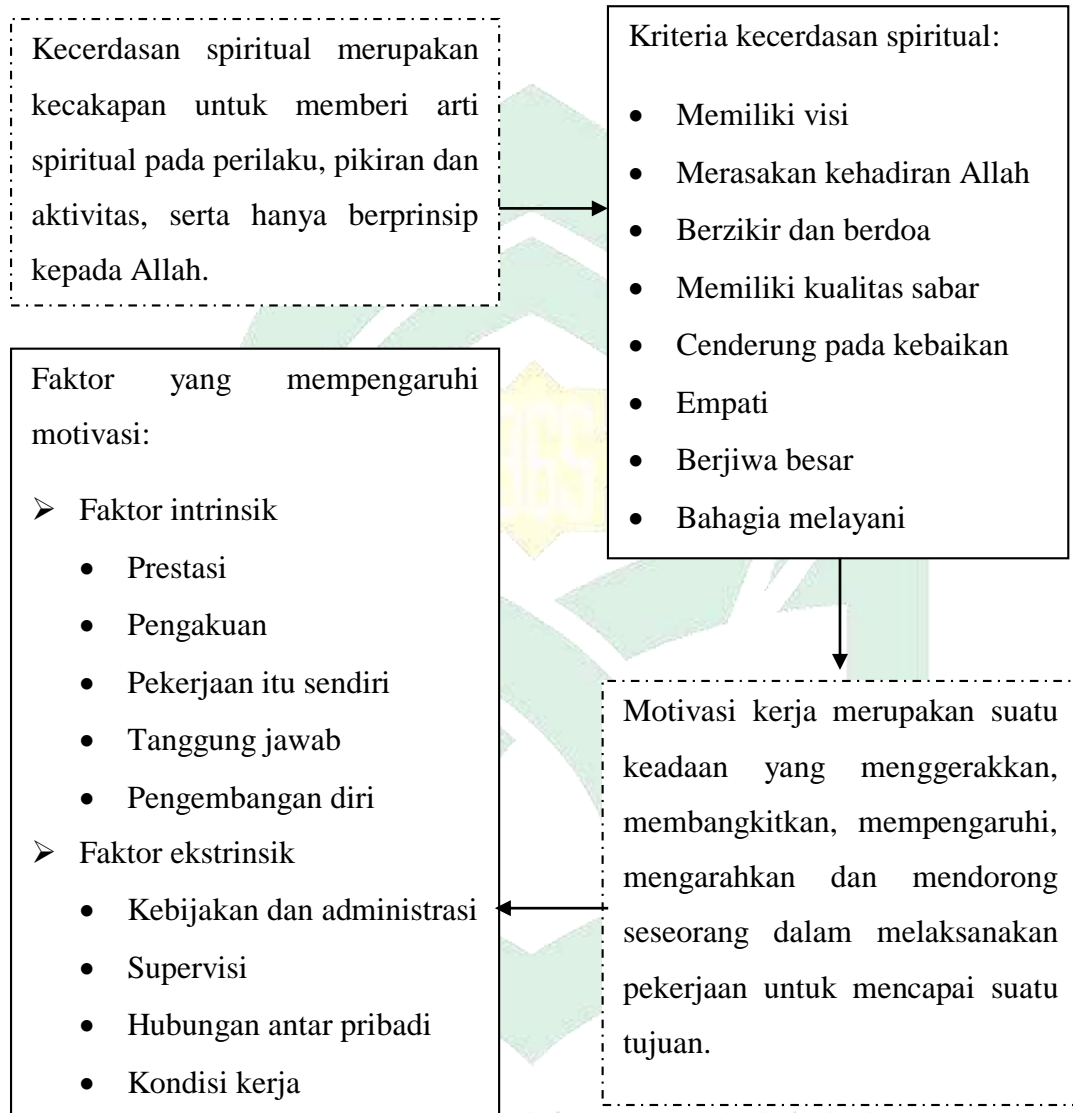 Kecerdasan spiritual merupakan
kecakapan untuk memberi arti
spiritual pada perilaku, pikiran dan
aktivitas, serta hanya berprinsip
kepada Allah.
Kriteria kecerdasan spiritual:
• Memiliki visi
• Merasakan kehadiran Allah
• Berzikir dan berdoa
• Memiliki kualitas sabar
• Cenderung pada kebaikan
• Empati
• Berjiwa besar
• Bahagia melayani
Motivasi kerja merupakan suatu
keadaan yang menggerakkan,
membangkitkan, mempengaruhi,
mengarahkan dan mendorong
seseorang dalam melaksanakan
pekerjaan untuk mencapai suatu
tujuan.
Faktor yang mempengaruhi
motivasi:
➢ Faktor intrinsik
• Prestasi
• Pengakuan
• Pekerjaan itu sendiri
• Tanggung jawab
• Pengembangan diri
➢ Faktor ekstrinsik
• Kebijakan dan administrasi
• Supervisi
• Hubungan antar pribadi
• Kondisi kerja